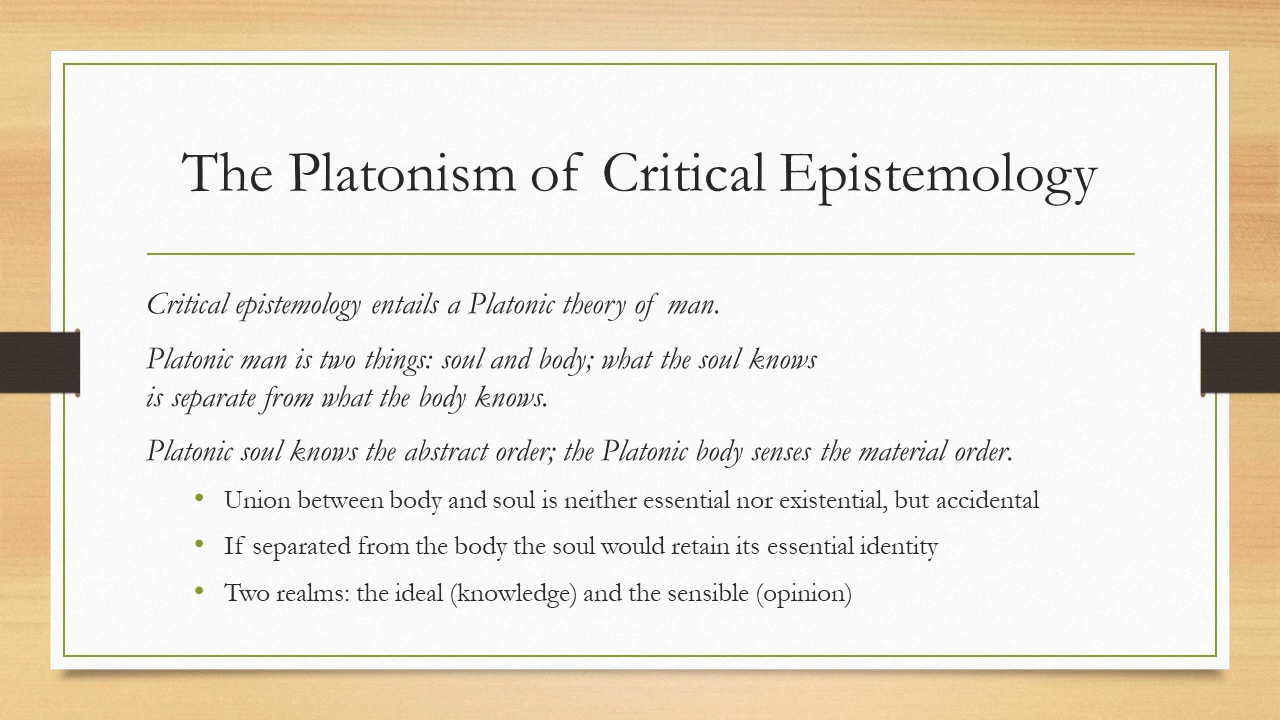 The Platonism of Critical Epistemology
Critical epistemology entails a Platonic theory of man.
Platonic man is two things: soul and body; what the soul knows
is separate from what the body knows.
Platonic soul knows the abstract order; the Platonic body senses the material order.
• Union between body and soul is neither essential nor existential, but accidental
• If separated from the body the soul would retain its essential identity
• Two realms: the ideal (knowledge) and the sensible (opinion)